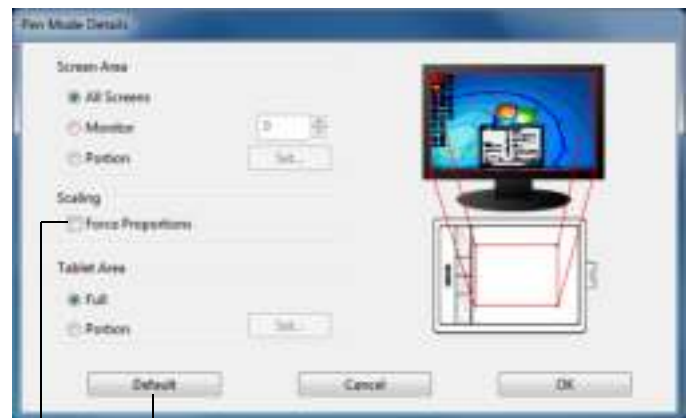 Pen Mode Details
Screen Area
All Screens
Monitor
Portion
Set...
Scaling
Force Proportions
Tablet Area
Full
Portion
Set...
Default
Cancel
OK